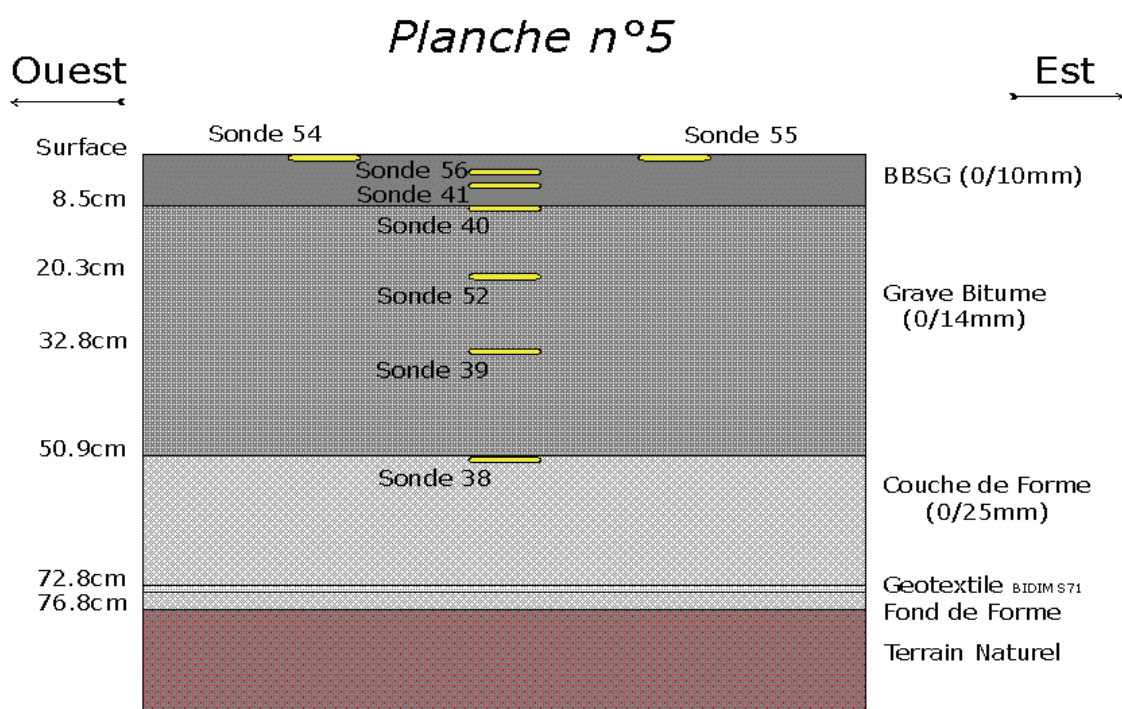 Planche n°5
Ouest
Est
Sonde 54
Sonde 55
Surface
Sonde 56
BBSG (0/10mm)
Sonde 41
8.5cm
Sonde 40
20.3cm
Sonde 52
Grave Bitume
(0/14mm)
32.8cm
Sonde 39
50.9cm
Sonde 38
Couche de Forme
(0/25mm)
72.8cm
Geotextile BIDIM S71
76.8cm
Fond de Forme
Terrain Naturel